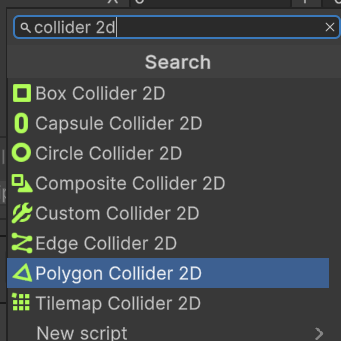 collider 2d
Search
Box Collider 2D
Capsule Collider 2D
Circle Collider 2D
Composite Collider 2D
Custom Collider 2D
Edge Collider 2D
Polygon Collider 2D
Tilemap Collider 2D
New script